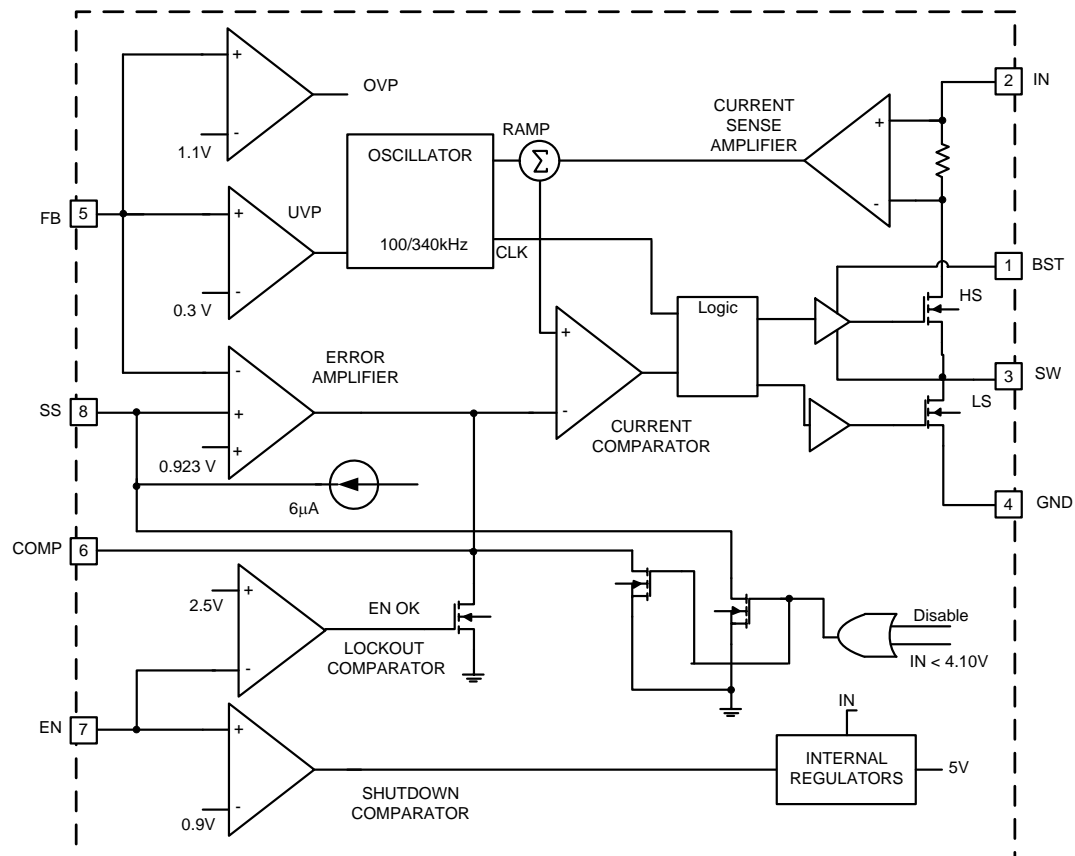 OVP
2
IN
CURRENT
SENSE
AMPLIFIER
+
+
-
1.1V
RAMP
OSCILLATOR
Σ
-
FB
5
+
UVP
100/340kHz
CLK
-
0.3 V
1
BST
Logic
HS
+
ERROR
AMPLIFIER
-
SS
8
+
+
0.923 V
-
CURRENT
COMPARATOR
3
SW
LS
6µA
4
GND
COMP
6
+
2.5V
EN OK
LOCKOUT
COMPARATOR
-
Disable
IN < 4.10V
EN
7
+
IN
INTERNAL
REGULATORS
5V
SHUTDOWN
COMPARATOR
-
0.9V